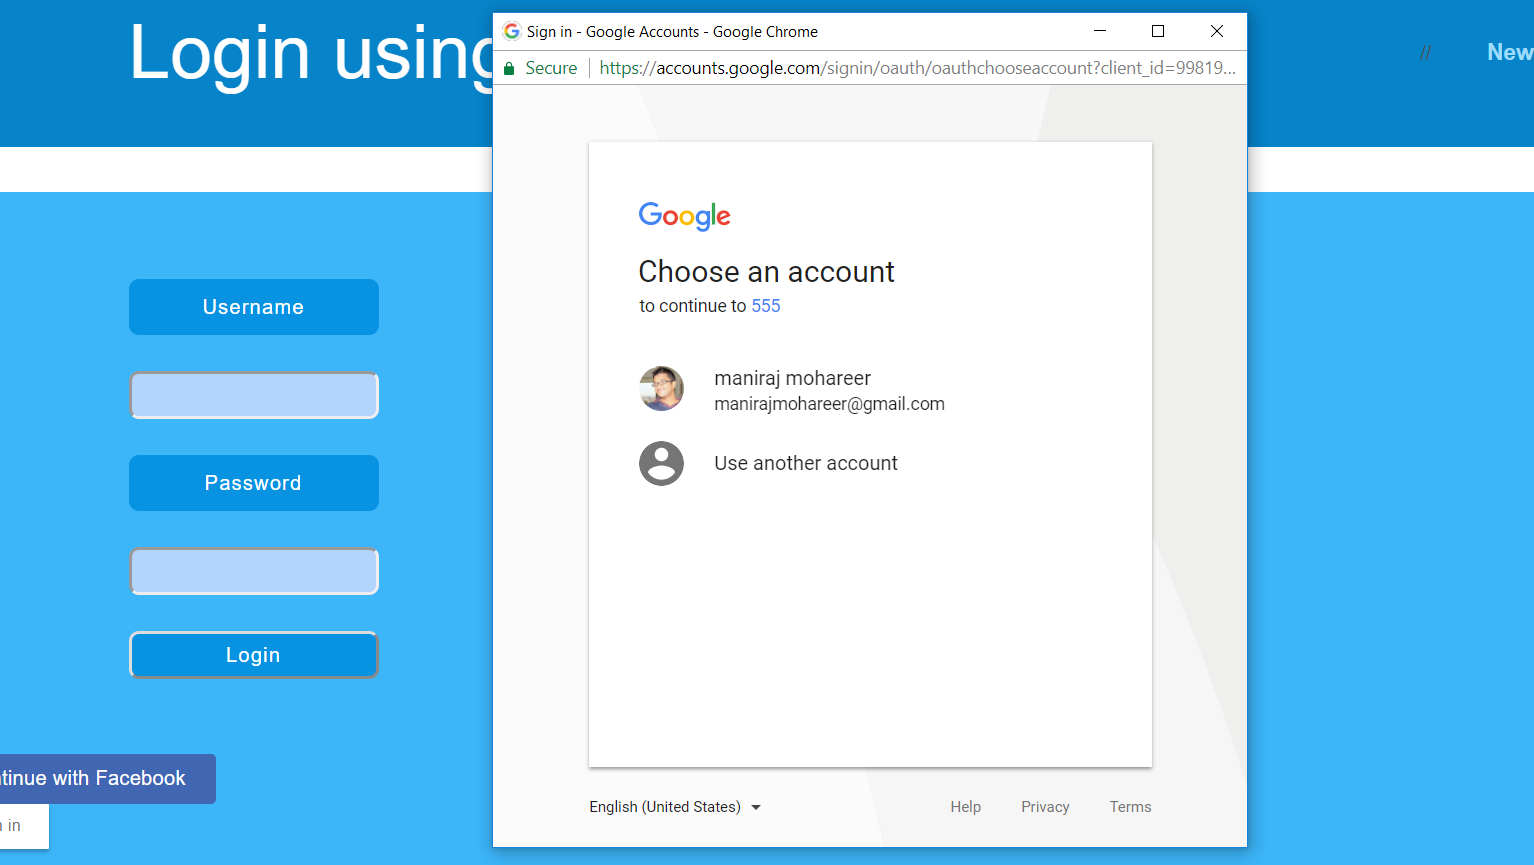 Login using
Sign in - Google Accounts - Google Chrome
Secure
https://accounts.google.com/signin/oauth/oauthchooseaccount?client_id=99819...
//
New
Google
Choose an account
to continue to 555
maniraj mohareer
manirajmohareer@gmail.com
Use another account
English (United States)
Help
Privacy
Terms
Username
Password
Login
tinue with Facebook
in